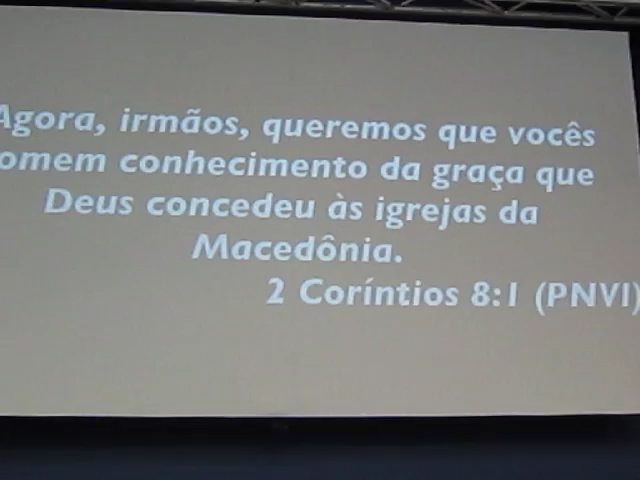 Agora, irmãos, queremos que vocês
omem conhecimento da graça que
Deus concedeu às igrejas da
Macedônia.
2 Coríntios 8:1 (PNVI)